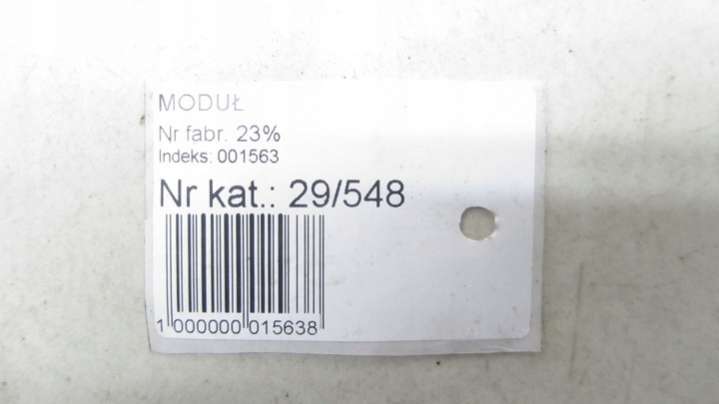 MODUŁ
Nr fabr. 23%
Indeks: 001563
Nr kat.: 29/548
1 000000 015638